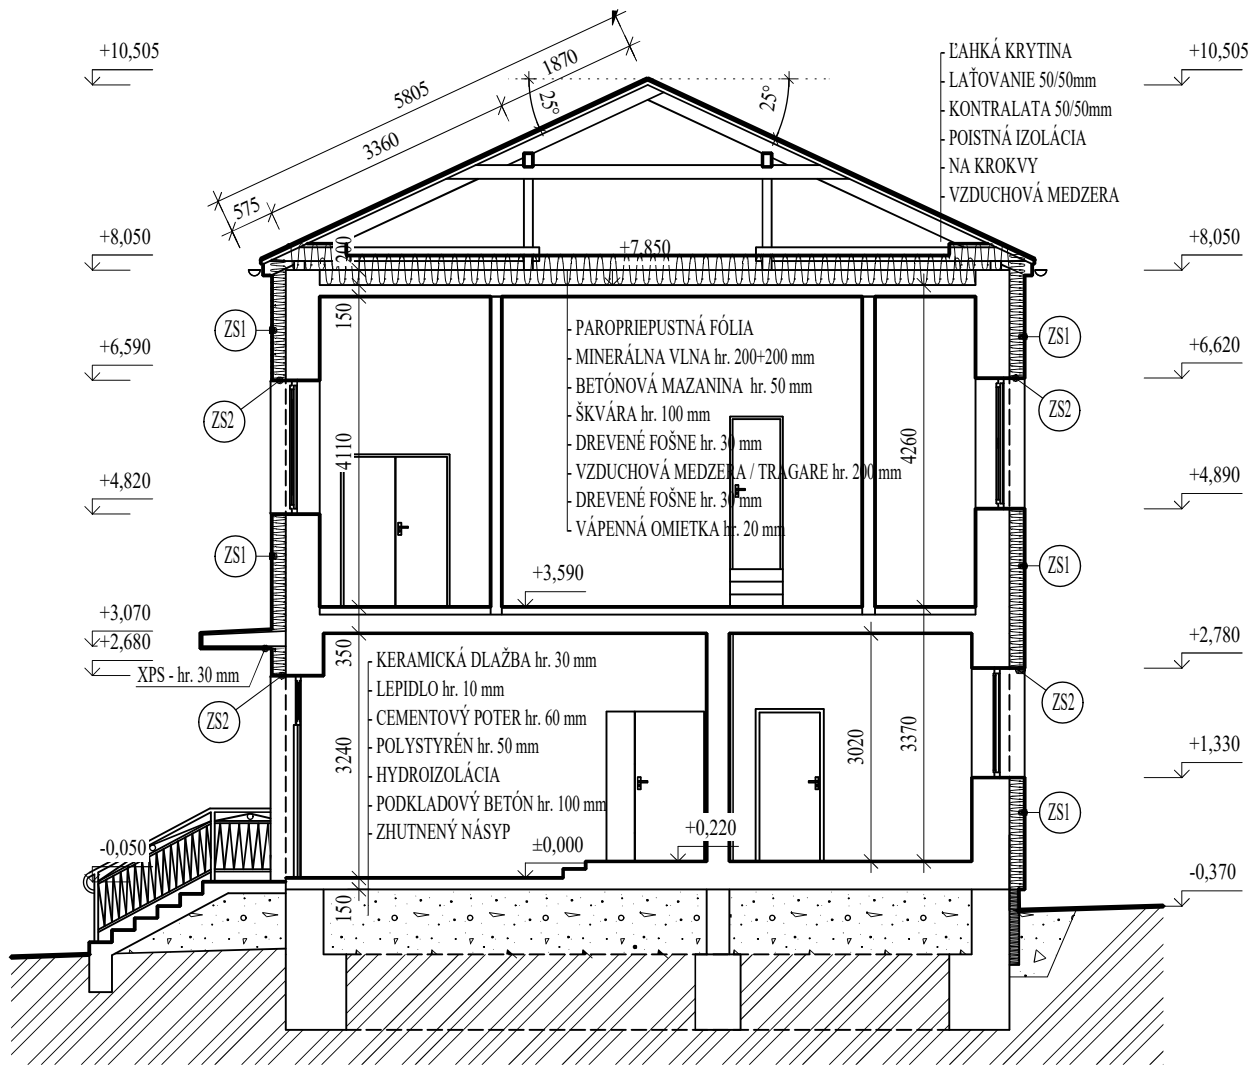 +10,505
1870
5805
3360
575
25°
25°
ĽAHKÁ KRYTINA
LAŤOVANIE 50/50mm
KONTRALATA 50/50mm
POISTNÁ IZOLÁCIA
NA KROKVY
VZDUCHOVÁ MEDZERA
+10,505
+8,050
200
+7,850
+8,050
ZS1
150
ZS1
+6,590
+6,620
ZS2
ZS2
PAROPRIEPUSTNÁ FÓLIA
MINERÁLNA VLNA hr. 200+200 mm
BETÓNOVÁ MAZANINA hr. 50 mm
ŠKVÁRA hr. 100 mm
DREVENÉ FOŠNE hr. 30 mm
VZDUCHOVÁ MEDZERA / TRAGARE hr. 200 mm
DREVENÉ FOŠNE hr. 30 mm
VÁPENNÁ OMIETKA hr. 20 mm
4110
4260
+4,820
+4,890
ZS1
ZS1
+3,590
+3,070
+2,680
XPS - hr. 30 mm
350
+2,780
ZS2
ZS2
KERAMICKÁ DLAŽBA hr. 30 mm
LEPIDLO hr. 10 mm
CEMENTOVÝ POTER hr. 60 mm
POLYSTYRÉN hr. 50 mm
HYDROIZOLÁCIA
PODKLADOVÝ BETÓN hr. 100 mm
ZHUTNENÝ NÁSYP
3240
3020
3370
+1,330
ZS1
+0,220
±0,000
-0,050
-0,370
150